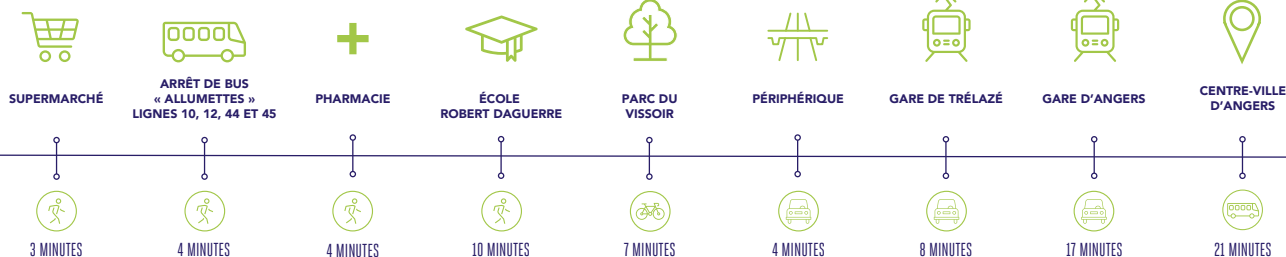 SUPERMARCHÉ
ARRÊT DE BUS
« ALLUMETTES »
LIGNES 10, 12, 44 ET 45
PHARMACIE
ÉCOLE
ROBERT DAGUERRE
PARC DU
VISSOIR
PÉRIPHÉRIQUE
GARE DE TRÉLAZÉ
GARE D'ANGERS
CENTRE-VILLE
D'ANGERS
3 MINUTES
4 MINUTES
4 MINUTES
10 MINUTES
7 MINUTES
4 MINUTES
8 MINUTES
17 MINUTES
21 MINUTES